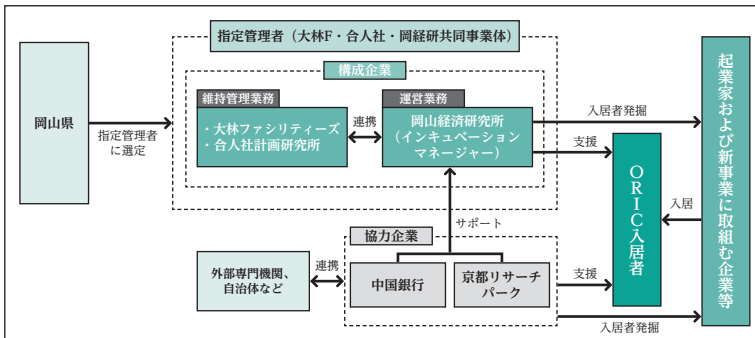 指定管理者（大林F・合人社・岡経研共同事業体）
構成企業
岡山県
指定管理者
に選定
維持管理業務
・大林ファシリティーズ
・合人社計画研究所
連携
運営業務
岡山経済研究所
（インキュベーション
マネージャー）
入居者発掘
支援
サポート
協力企業
外部専門機関、
自治体など
連携
中国銀行
京都リサーチ
パーク
支援
入居者発掘
ORIC入居者
入居
起業家および新事業に取組む企業等